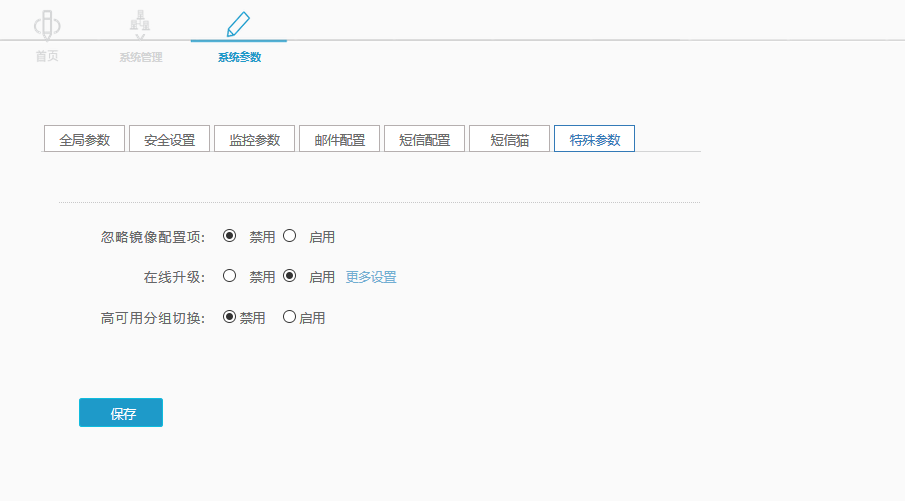 首页 系统管理 系统参数
全局参数 安全设置 监控参数 邮件配置 短信配置 短信猫 特殊参数
忽略镜像配置项: 禁用 启用
在线升级: 禁用 启用 更多设置
高可用分组切换: 禁用 启用
保存